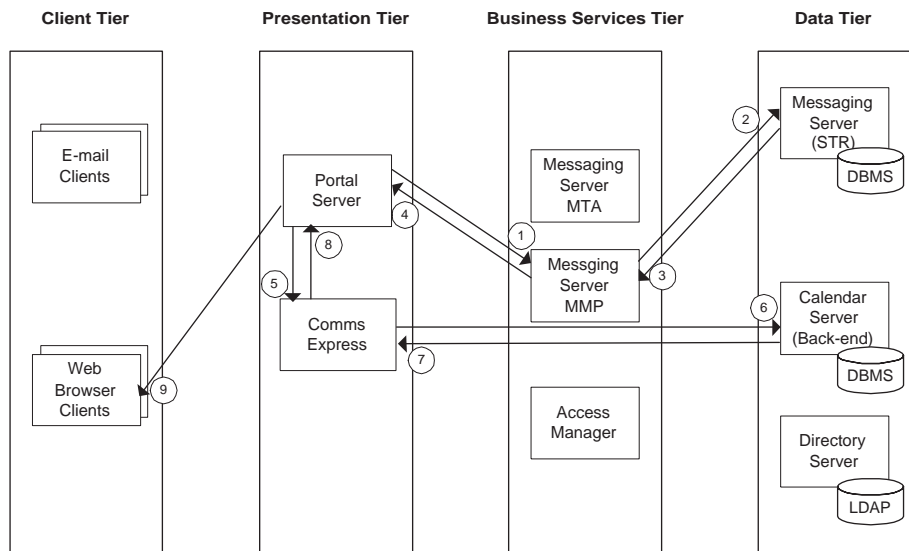 Client Tier
Presentation Tier
Business Services Tier
Data Tier
E-mail
Clients
Web
Browser
Clients
9
Portal
Server
4
8
5
Comms
Express
7
Messaging
Server
MTA
1
Messging
Server
MMP
3
Access
Manager
2
Messaging
Server
(STR)
DBMS
6
Calendar
Server
(Back-end)
DBMS
Directory
Server
LDAP